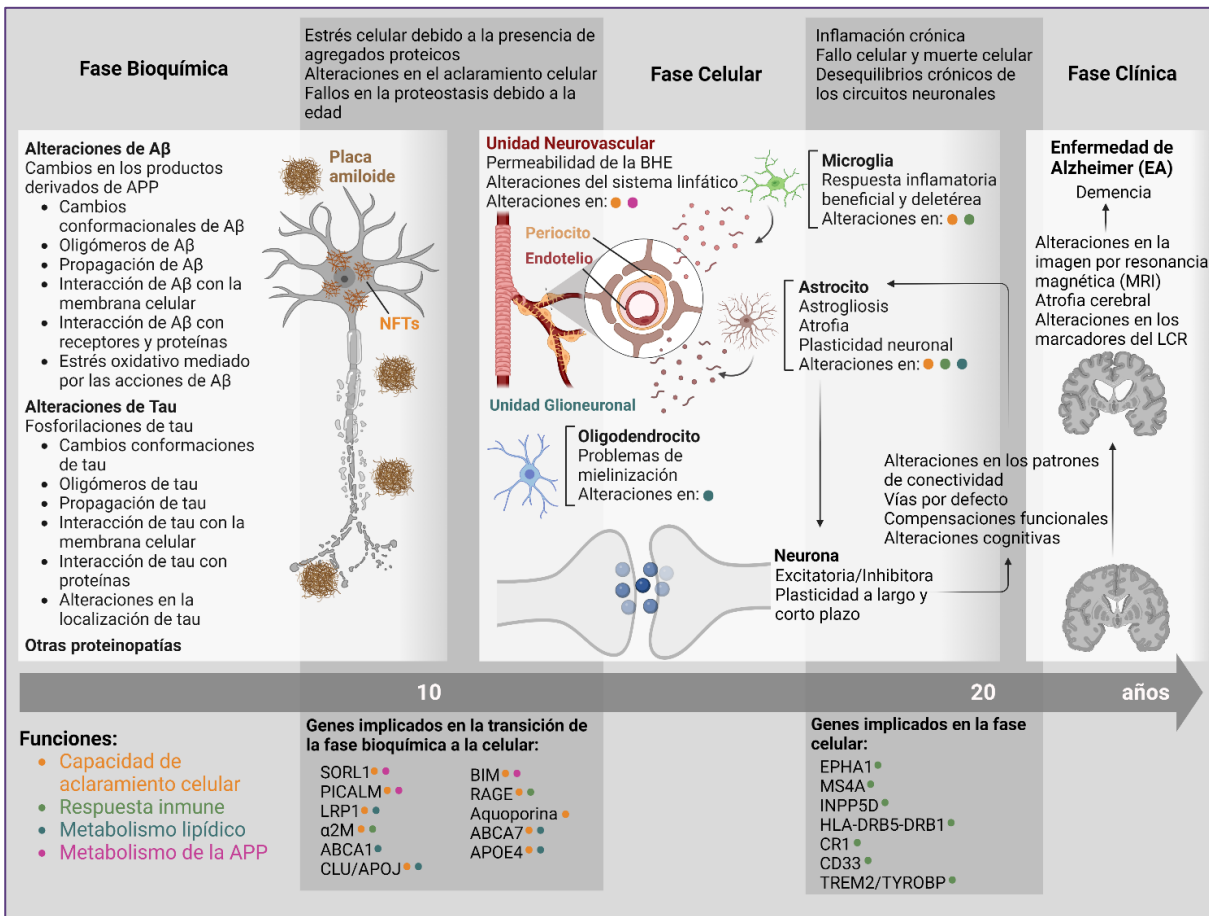 Fase Bioquímica
Estrés celular debido a la presencia de
agregados proteicos
Alteraciones en el aclaramiento celular
Fallos en la proteostasis debido a la
edad
Fase Celular
Inflamación crónica
Fallo celular y muerte celular
Desequilibrios crónicos de
los circuitos neuronales
Fase Clínica
Alteraciones de Aβ
Cambios en los productos
derivados de APP
• Cambios
conformacionales de Aβ
• Oligómeros de Aβ
• Propagación de Aβ
• Interacción de Aβ con la
membrana celular
• Interacción de Aβ con
receptores y proteínas
• Estrés oxidativo mediado
por las acciones de Aβ
Alteraciones de Tau
Fosforilaciones de tau
• Cambios conformaciones
de tau
• Oligómeros de tau
• Propagación de tau
• Interacción de tau con la
membrana celular
• Interacción de tau con
proteínas
• Alteraciones en la
localización de tau
Otras proteinopatías
Placa
amiloide
NFTs
Unidad Neurovascular
Permeabilidad de la BHE
Alteraciones del sistema linfático
Alteraciones en:
Periocito
Endotelio
Microglia
Respuesta inflamatoria
beneficial y deletérea
Alteraciones en:
Astrocito
Astrogliosis
Atrofia
Plasticidad neuronal
Alteraciones en:
Unidad Glioneuronal
Oligodendrocito
Problemas de
mielinización
Alteraciones en:
Alteraciones en los patrones
de conectividad
Vías por defecto
Compensaciones funcionales
Alteraciones cognitivas
Neurona
Excitatoria/Inhibitora
Plasticidad a largo y
corto plazo
Enfermedad de
Alzheimer (EA)
Demencia
Alteraciones en la
imagen por resonancia
magnética (MRI)
Atrofia cerebral
Alteraciones en los
marcadores del LCR
10
20
años
Funciones:
• Capacidad de
aclaramiento celular
• Respuesta inmune
• Metabolismo lipídico
• Metabolismo de la APP
Genes implicados en la transición de
la fase bioquímica a la celular:
SORL1
PICALM
LRP1
α2M
ABCA1
CLU/APOJ
BIM
RAGE
Aquoporina
ABCA7
APOE4
Genes implicados en la fase
celular:
EPHA1
MS4A
INPP5D
HLA-DRB5-DRB1
CR1
CD33
TREM2/TYROBP